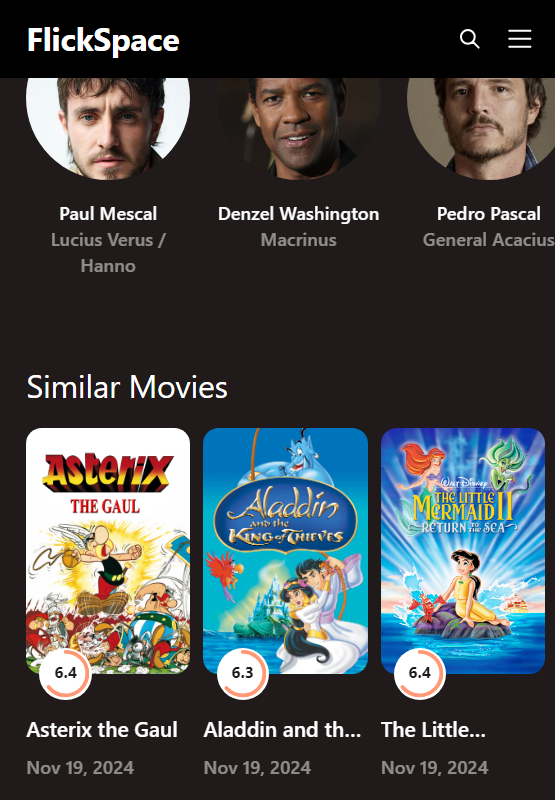 FlickSpace
Paul Mescal
Lucius Verus /
Hanno
Denzel Washington
Macrinus
Pedro Pascal
General Acacius
Similar Movies
Asterix
THE GAUL
Aladdin
and the
KING OF THIEVES
WALT DISNEY
THE LITTLE
MERMAID II
RETURN TO THE SEA
6.4
6.3
6.4
Asterix the Gaul
Aladdin and th...
The Little...
Nov 19, 2024
Nov 19, 2024
Nov 19, 2024